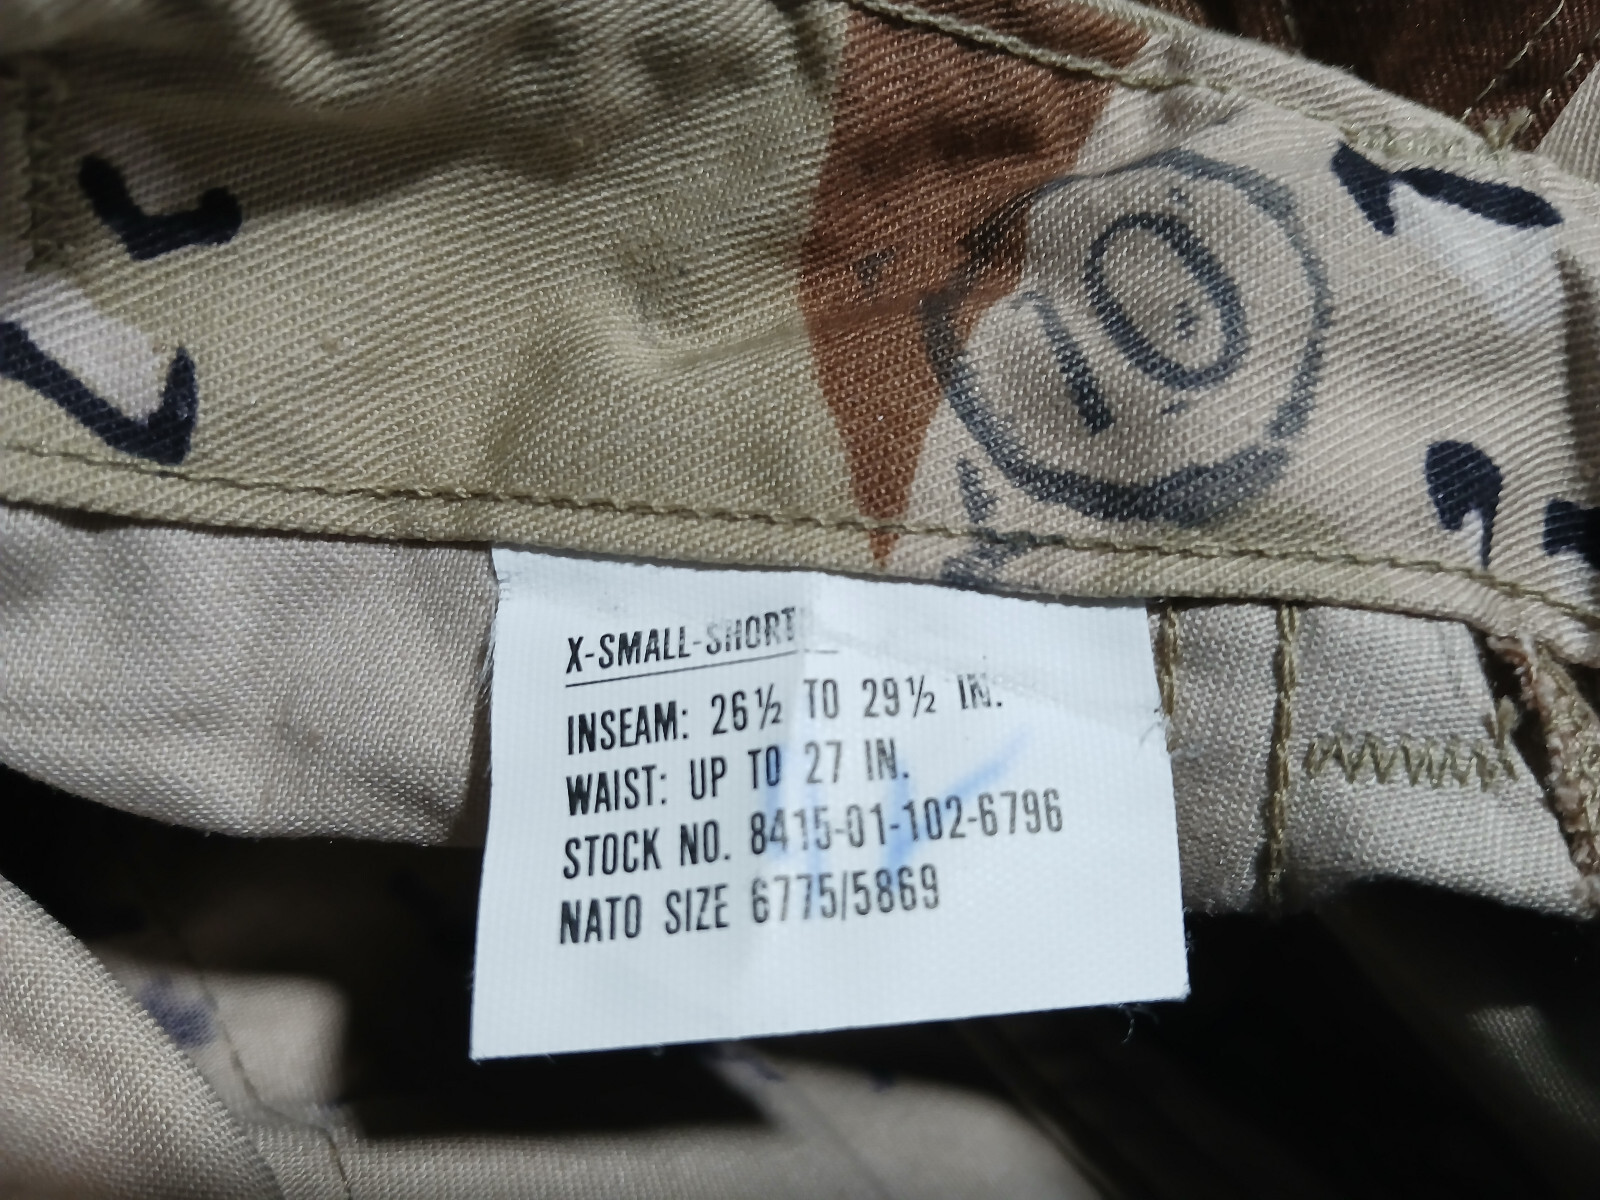 10
X-SMALL-SHORT
INSEAM: 26½ TO 29½ IN.
WAIST: UP TO 27 IN.
STOCK NO. 8415-01-102-6796
NATO SIZE 6775/5869